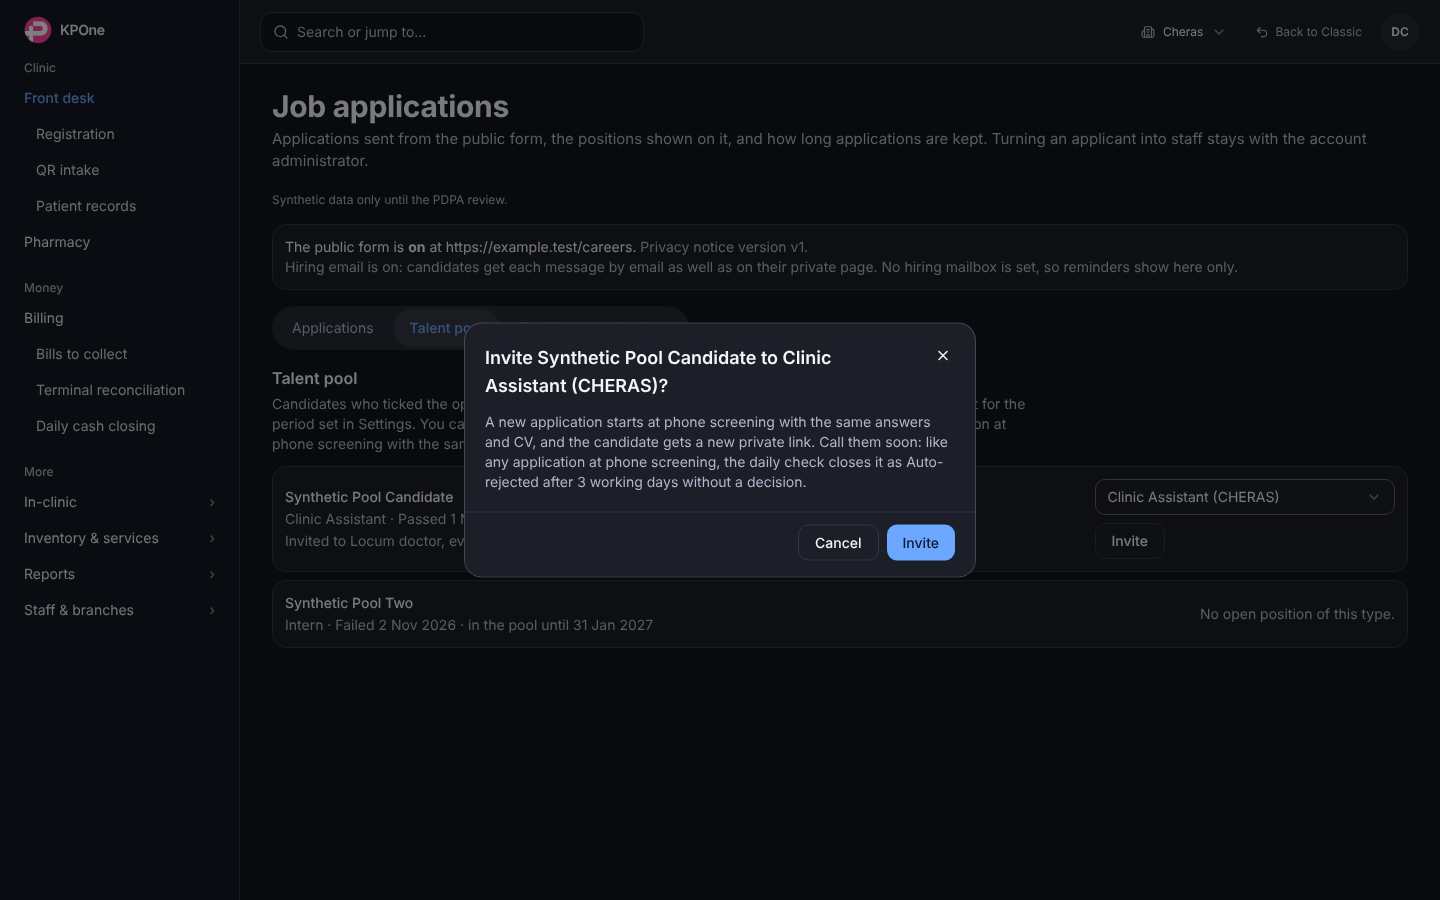 KPOne
Search or jump to...
Cheras
Back to Classic
DC
Clinic
Front desk
Registration
QR intake
Patient records
Pharmacy
Money
Billing
Bills to collect
Terminal reconciliation
Daily cash closing
More
In-clinic
Inventory & services
Reports
Staff & branches
Job applications
Applications sent from the public form, the positions shown on it, and how long applications are kept. Turning an applicant into staff stays with the account
administrator.
Synthetic data only until the PDPA review.
The public form is on at https://example.test/careers. Privacy notice version v1.
Hiring email is on: candidates get each message by email as well as on their private page. No hiring mailbox is set, so reminders show here only.
Applications
Talent
Talent pool
Candidates who ticked the for the
period set in Settings. You at
phone screening with the
Invite Synthetic Pool Candidate to Clinic
Assistant (CHERAS)?
A new application starts at phone screening with the same answers
and CV, and the candidate gets a new private link. Call them soon: like
any application at phone screening, the daily check closes it as Auto-
rejected after 3 working days without a decision.
Cancel
Invite
Synthetic Pool Candidate
Clinic Assistant · Passed 1
Invited to Locum doctor,
Clinic Assistant (CHERAS)
Invite
Synthetic Pool Two
Intern · Failed 2 Nov 2026 · in the pool until 31 Jan 2027
No open position of this type.